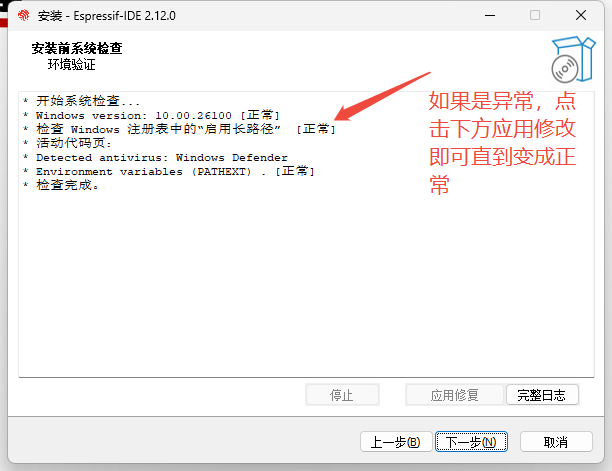 安装 - Espressif-IDE 2.12.0
安装前系统检查
环境验证
* 开始系统检查...
* Windows version: 10.00.26100 [正常]
* 检查 Windows 注册表中的“启用长路径” [正常]
* 活动代码页:
* Detected antivirus: Windows Defender
* Environment variables (PATHEXT) . [正常]
* 检查完成。
如果是异常，点
击下方应用修改
即可直到变成正
常
停止
应用修复
完整日志
上一步(B)
下一步(N)
取消